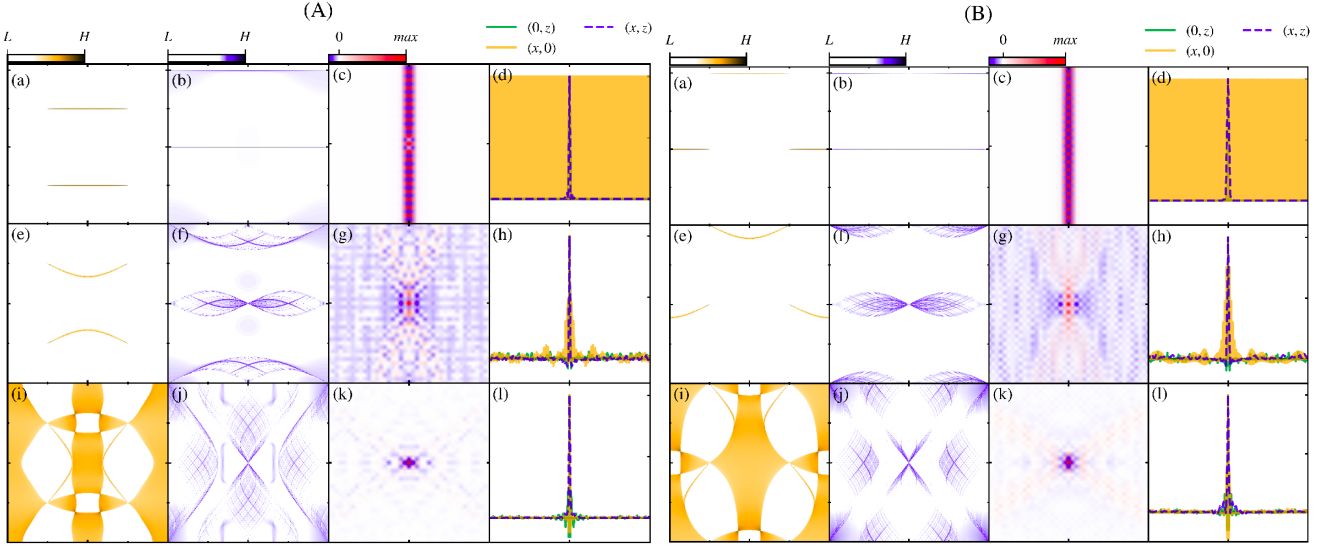 (A)
(0, z) (x, z)
(x, 0)
L H L H 0 max
(a) (b) (c) (d)
(e) (f) (g) (h)
(i) (j) (k) (l)
(B)
(0, z) (x, z)
(x, 0)
L H L H 0 max
(a) (b) (c) (d)
(e) (f) (g) (h)
(i) (j) (k) (l)